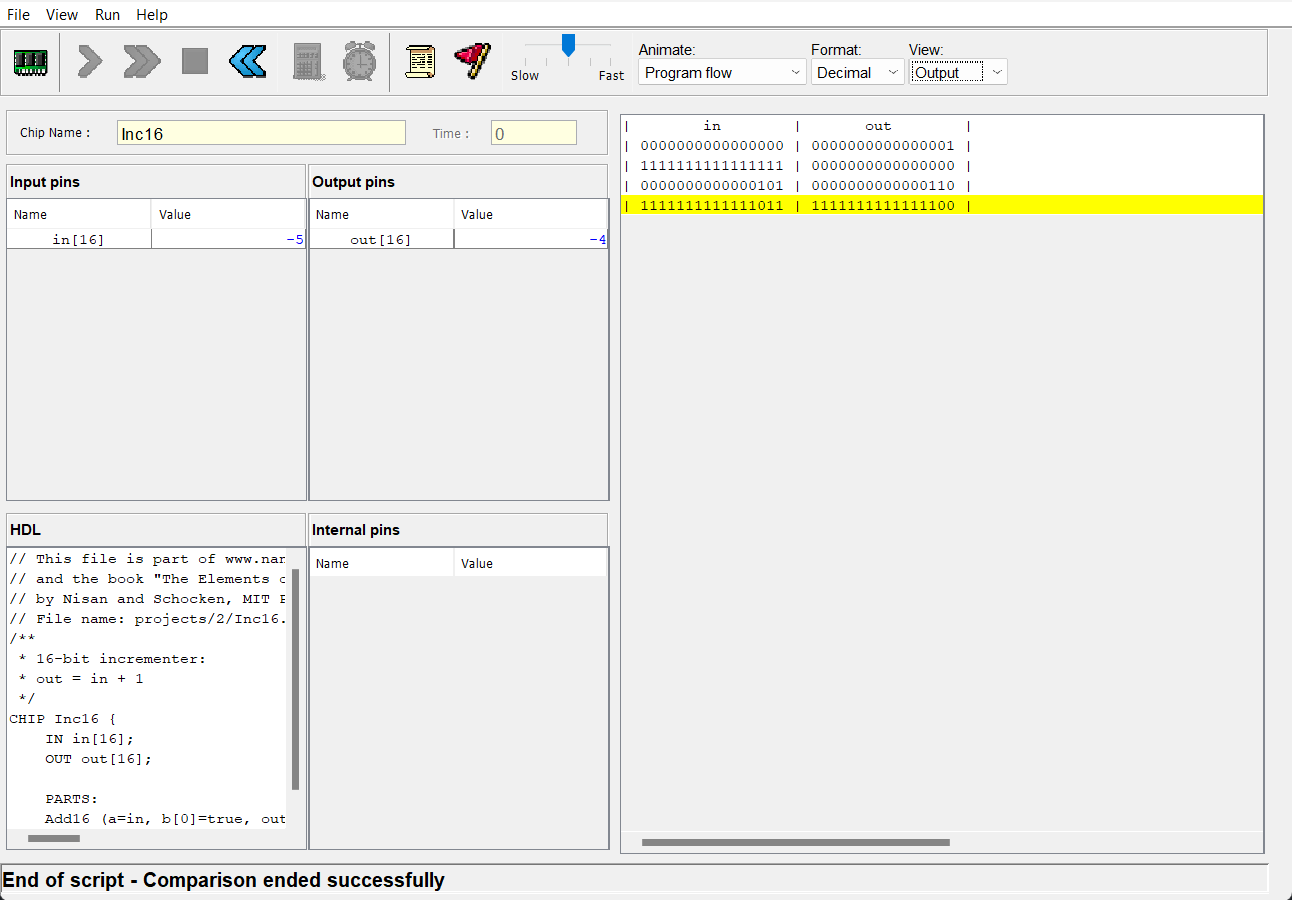 File View Run Help
Slow Fast
Animate: Format: View:
Program flow Decimal Output
Chip Name : Inc16 Time : 0
Input pins
Name Value
in[16] -5
Output pins
Name Value
out[16] -4
HDL
// This file is part of www.nan
// and the book "The Elements o
// by Nisan and Schocken, MIT P
// File name: projects/2/Inc16.
/**
* 16-bit incrementer:
* out = in + 1
*/
CHIP Inc16 {
IN in[16];
OUT out[16];
PARTS:
Add16 (a=in, b[0]=true, out
Internal pins
Name Value
| in | out |
| 0000000000000000 | 0000000000000001 |
| 1111111111111111 | 0000000000000000 |
| 0000000000000101 | 0000000000000110 |
| 1111111111111011 | 1111111111111100 |
End of script - Comparison ended successfully